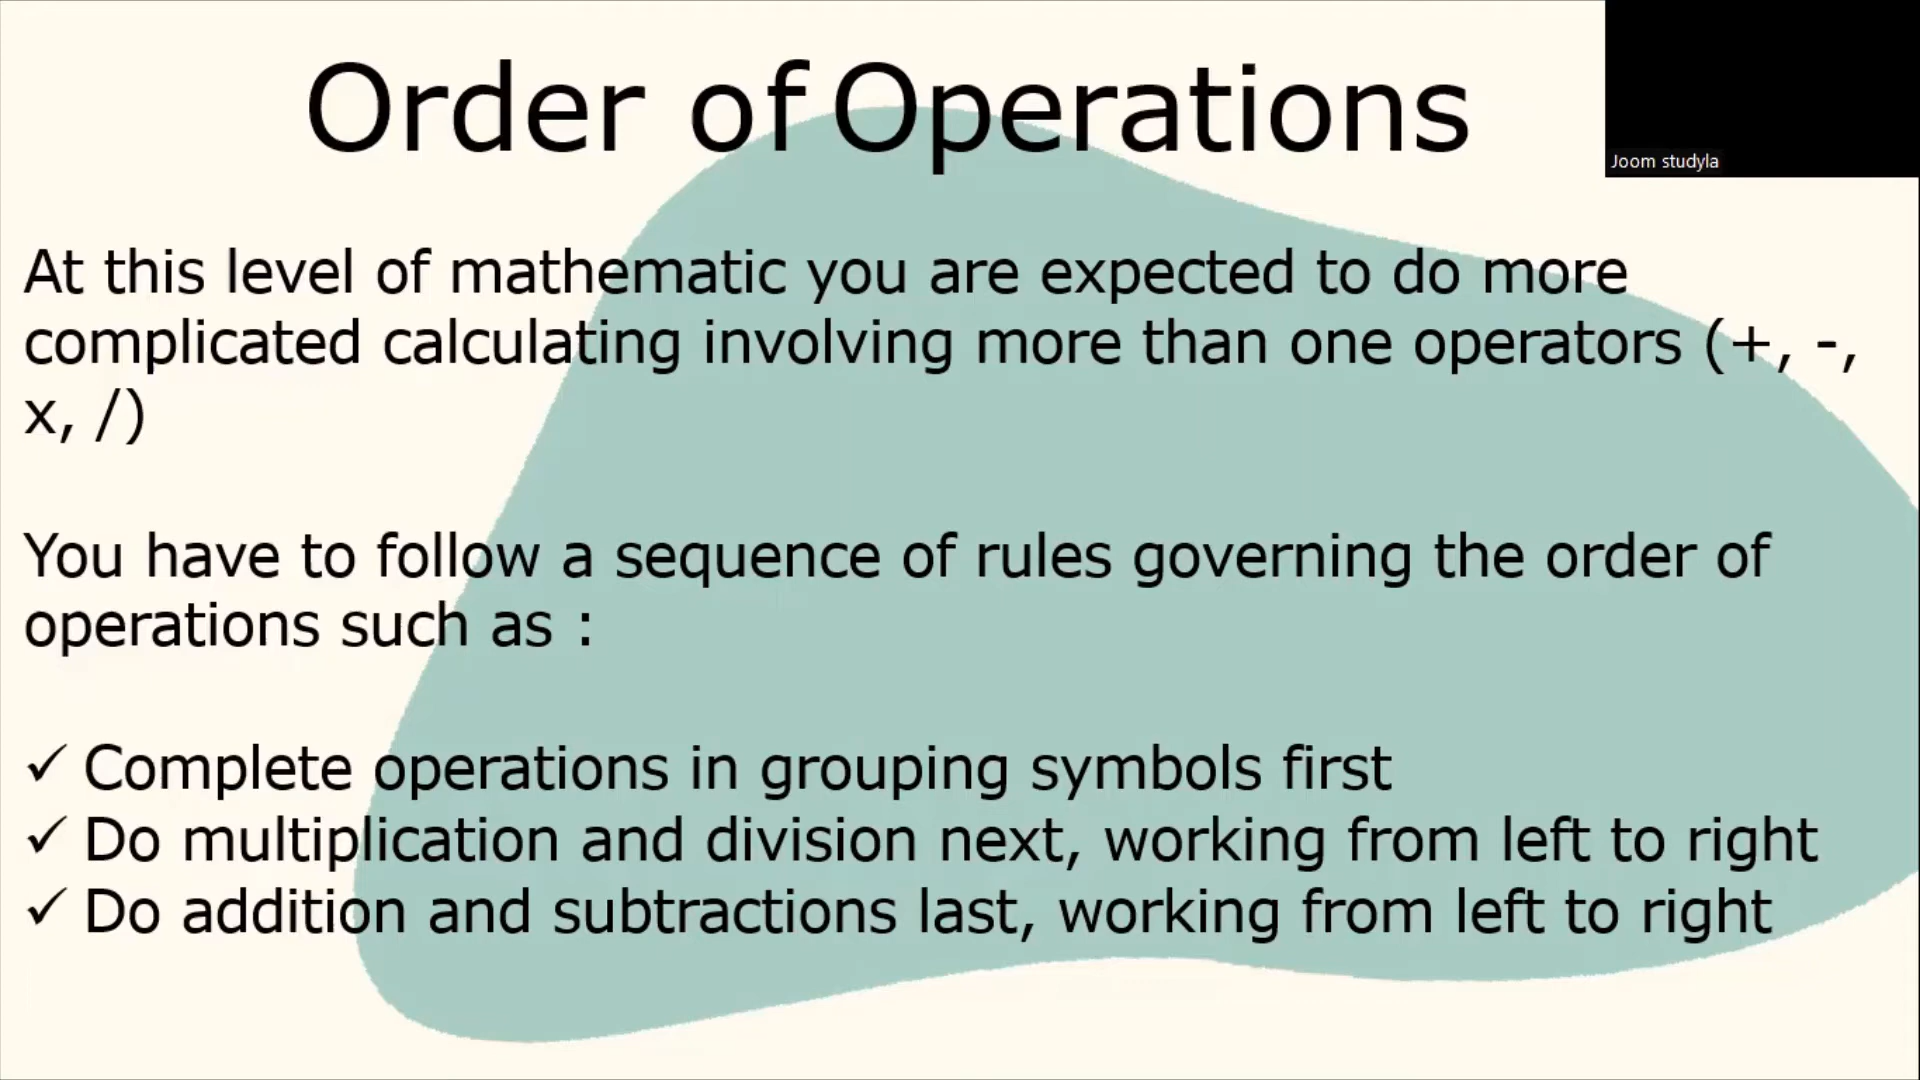 Order of Operations
Joom studyla
At this level of mathematic you are expected to do more
complicated calculating involving more than one operators (+, -,
x, /)
You have to follow a sequence of rules governing the order of
operations such as :
✓ Complete operations in grouping symbols first
✓ Do multiplication and division next, working from left to right
✓ Do addition and subtractions last, working from left to right